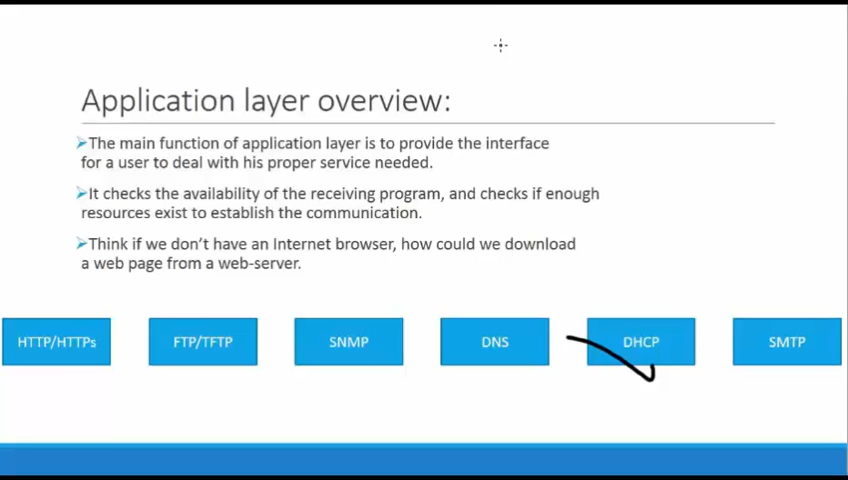 Application layer overview:
➢The main function of application layer is to provide the interface
for a user to deal with his proper service needed.
➢It checks the availability of the receiving program, and checks if enough
resources exist to establish the communication.
➢Think if we don't have an Internet browser, how could we download
a web page from a web-server.
HTTP/HTTPs
FTP/TFTP
SNMP
DNS
DHCP
SMTP